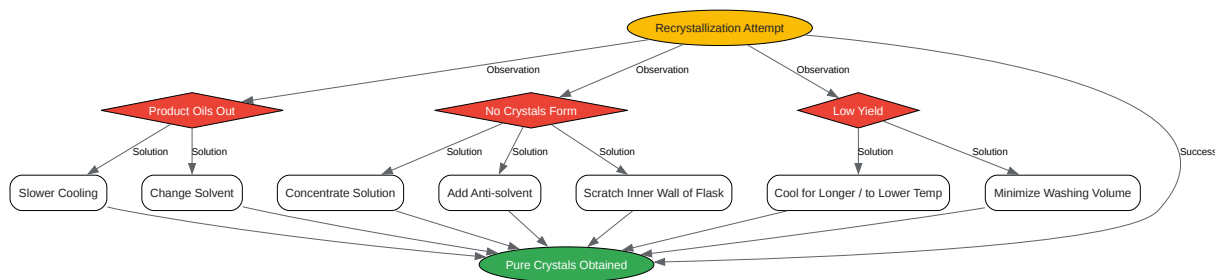 Recrystallization Attempt
Observation
Observation
Observation
Product Oils Out
No Crystals Form
Low Yield
Solution
Solution
Solution
Solution
Solution
Solution
Solution
Success
Slower Cooling
Change Solvent
Concentrate Solution
Add Anti-solvent
Scratch Inner Wall of Flask
Cool for Longer / to Lower Temp
Minimize Washing Volume
Pure Crystals Obtained